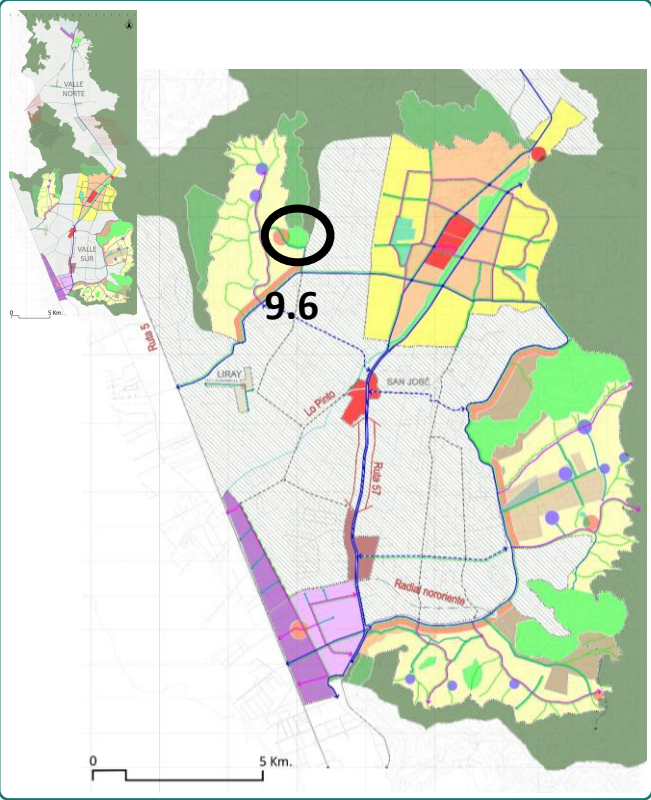 VALLE
NORTE
VALLE
SUR
0
5 Km.
9.6
Ruta 5
LIRAY
SAN JOSÉ
Lo Pinto
Ruta 57
Radial nororiente
0
5 Km.